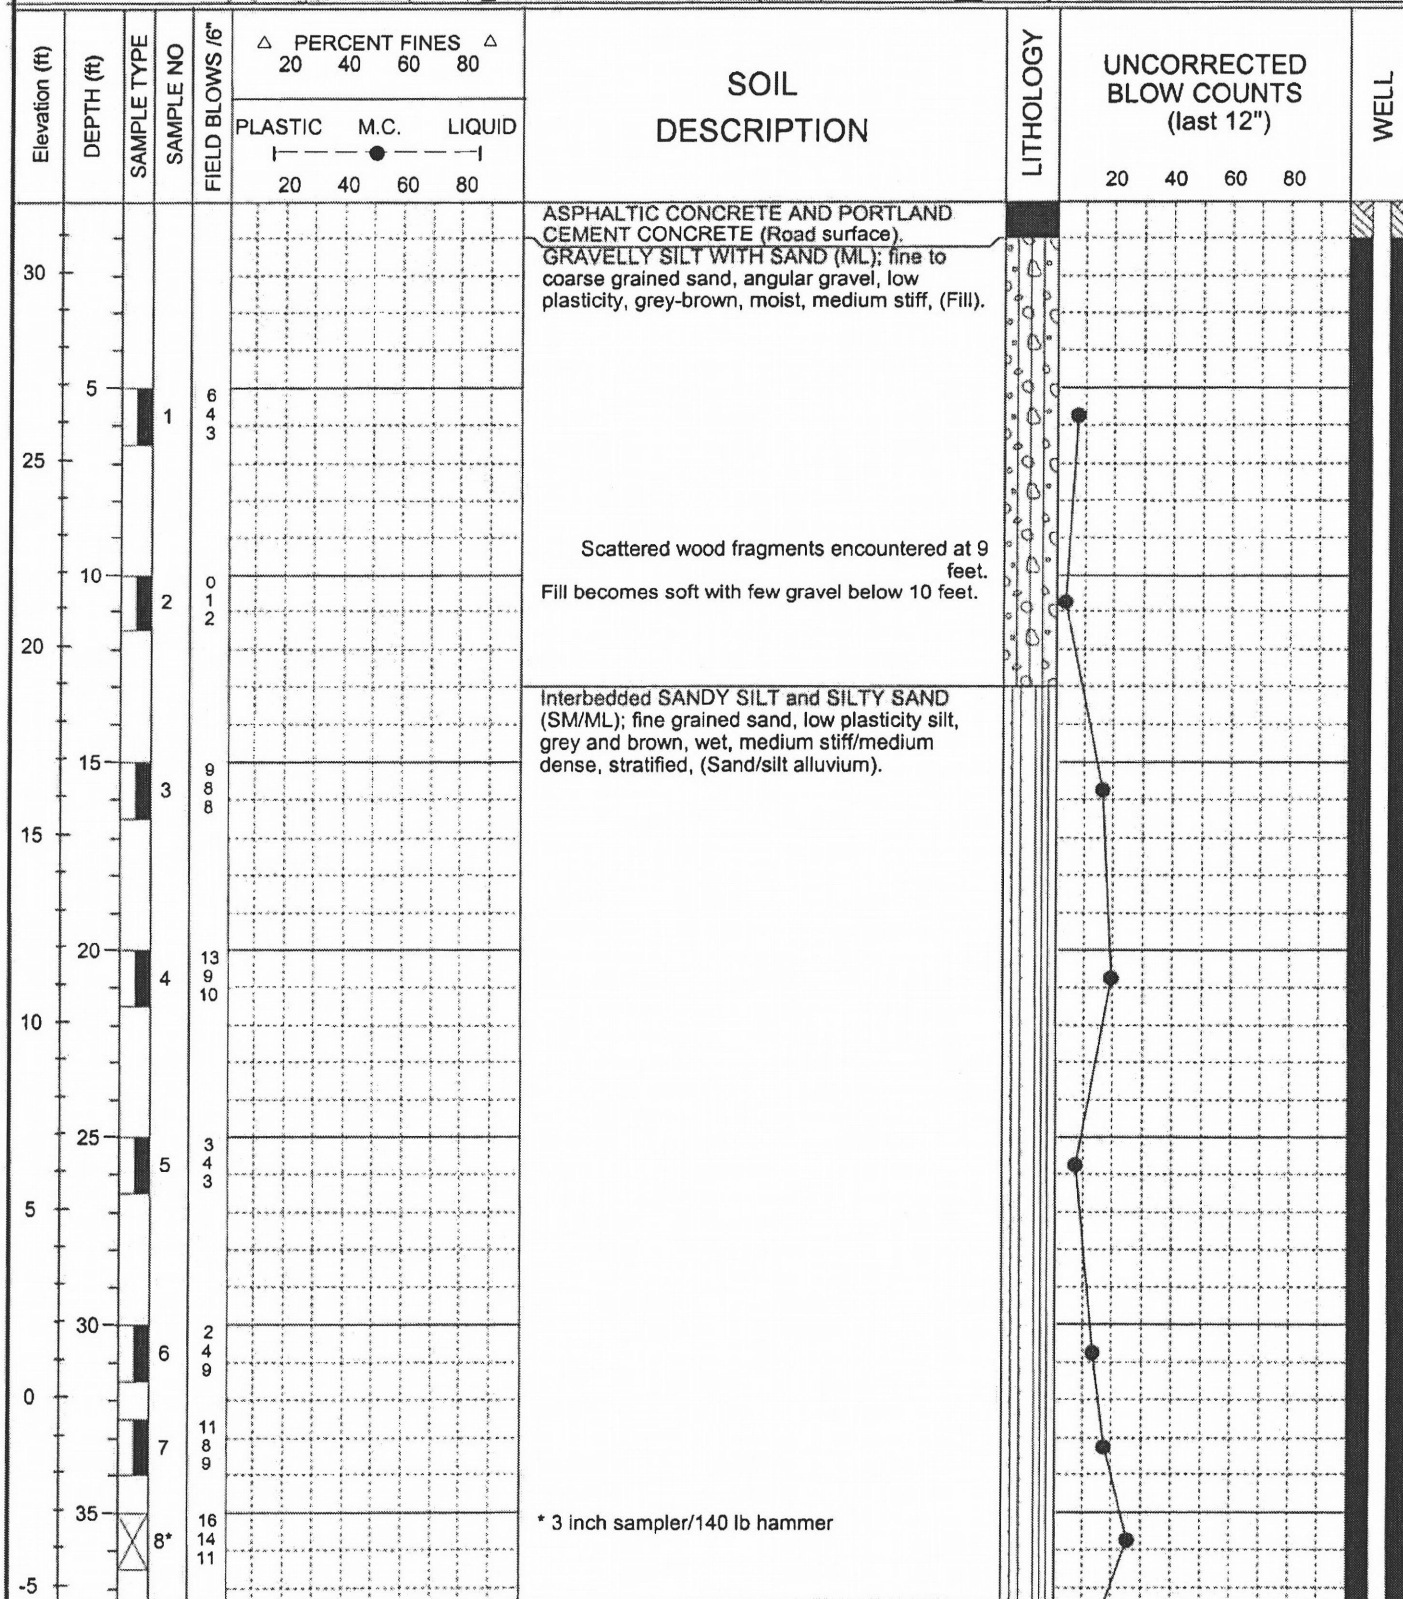 Elevation (ft)
DEPTH (ft)
SAMPLE TYPE
SAMPLE NO
FIELD BLOWS /6"
△ PERCENT FINES △
20 40 60 80
PLASTIC M.C. LIQUID
20 40 60 80
SOIL
DESCRIPTION
LITHOLOGY
UNCORRECTED
BLOW COUNTS
(last 12")
20 40 60 80
WELL
ASPHALTIC CONCRETE AND PORTLAND
CEMENT CONCRETE (Road surface).
GRAVELLY SILT WITH SAND (ML); fine to
30
coarse grained sand, angular gravel, low
plasticity, grey-brown, moist, medium stiff, (Fill).
5
6
1 4
3
25
Scattered wood fragments encountered at 9
feet.
10
0
Fill becomes soft with few gravel below 10 feet.
2 1
2
20
Interbedded SANDY SILT and SILTY SAND
(SM/ML); fine grained sand, low plasticity silt,
grey and brown, wet, medium stiff/medium
dense, stratified, (Sand/silt alluvium).
15
9
3 8
8
15
20
13
4 9
10
10
25
3
5 4
3
5
30
2
6 4
9
0
11
7 8
9
35
16
* 3 inch sampler/140 lb hammer
8* 14
11
-5